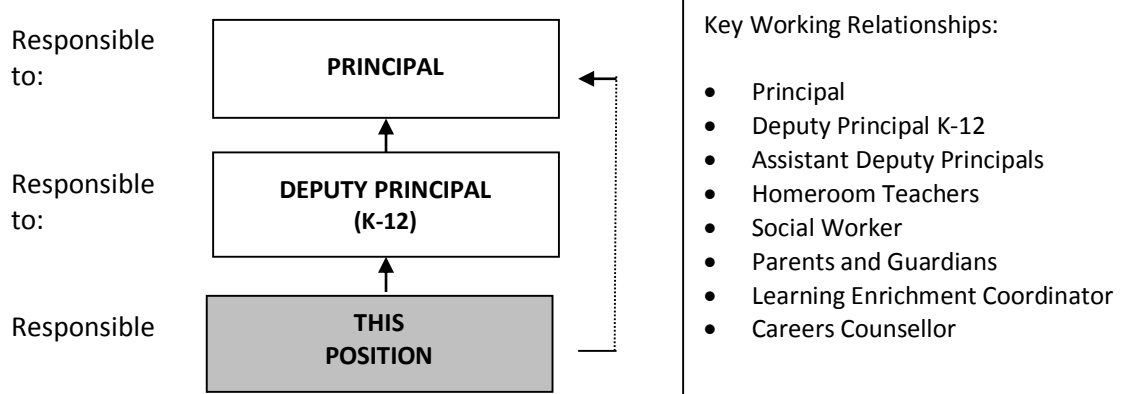 Responsible
to:
PRINCIPAL
Responsible
to:
DEPUTY PRINCIPAL
(K-12)
Responsible
THIS
POSITION
Key Working Relationships:
• Principal
• Deputy Principal K-12
• Assistant Deputy Principals
• Homeroom Teachers
• Social Worker
• Parents and Guardians
• Learning Enrichment Coordinator
• Careers Counsellor